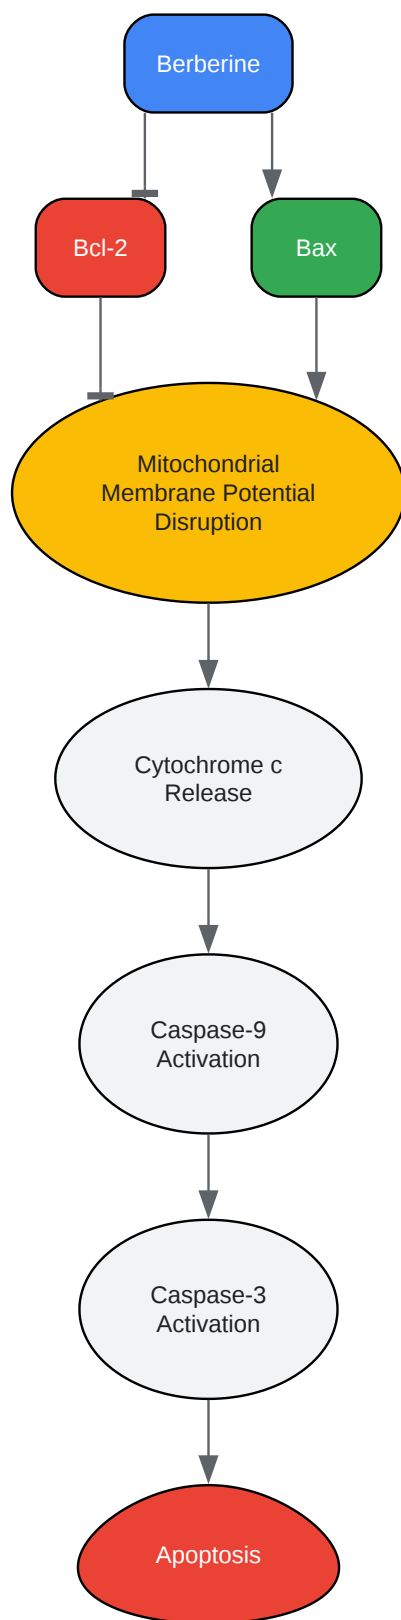 Berberine
Bcl-2
Bax
Mitochondrial
Membrane Potential
Disruption
Cytochrome c
Release
Caspase-9
Activation
Caspase-3
Activation
Apoptosis